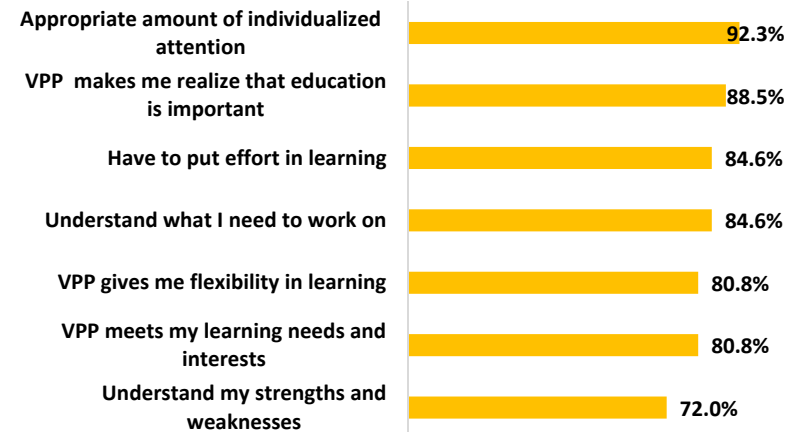 Appropriate amount of individualized
attention
92.3%
VPP makes me realize that education
is important
88.5%
Have to put effort in learning
84.6%
Understand what I need to work on
84.6%
VPP gives me flexibility in learning
80.8%
VPP meets my learning needs and
interests
80.8%
Understand my strengths and
weaknesses
72.0%